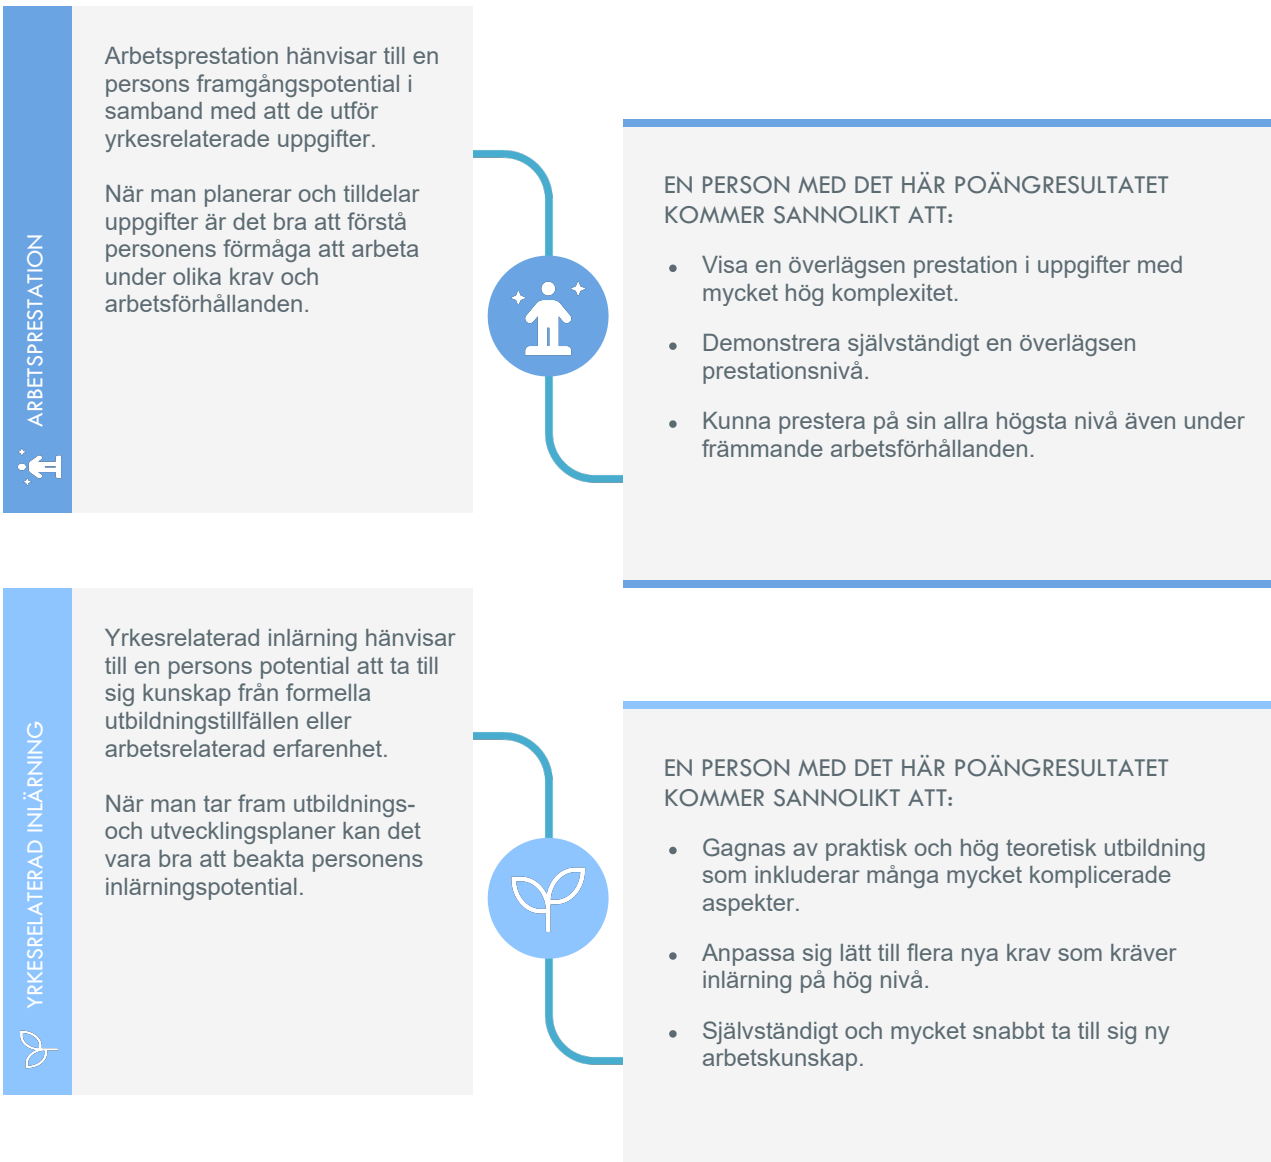 ARBETSPRESTATION
Arbetsprestation hänvisar till en
persons framgångspotential i
samband med att de utför
yrkesrelaterade uppgifter.
När man planerar och tilldelar
uppgifter är det bra att förstå
personens förmåga att arbeta
under olika krav och
arbetsförhållanden.
EN PERSON MED DET HÄR POÄNGRESULTATET
KOMMER SANNOLIKT ATT:
● Visa en överlägsen prestation i uppgifter med
mycket hög komplexitet.
● Demonstrera självständigt en överlägsen
prestationsnivå.
● Kunna prestera på sin allra högsta nivå även under
främmande arbetsförhållanden.
YRKESRELATERAD INLÄRNING
Yrkesrelaterad inlärning hänvisar
till en persons potential att ta till
sig kunskap från formella
utbildningstillfällen eller
arbetsrelaterad erfarenhet.
När man tar fram utbildnings-
och utvecklingsplaner kan det
vara bra att beakta personens
inlärningspotential.
EN PERSON MED DET HÄR POÄNGRESULTATET
KOMMER SANNOLIKT ATT:
● Gagnas av praktisk och hög teoretisk utbildning
som inkluderar många mycket komplicerade
aspekter.
● Anpassa sig lätt till flera nya krav som kräver
inlärning på hög nivå.
● Självständigt och mycket snabbt ta till sig ny
arbetskunskap.